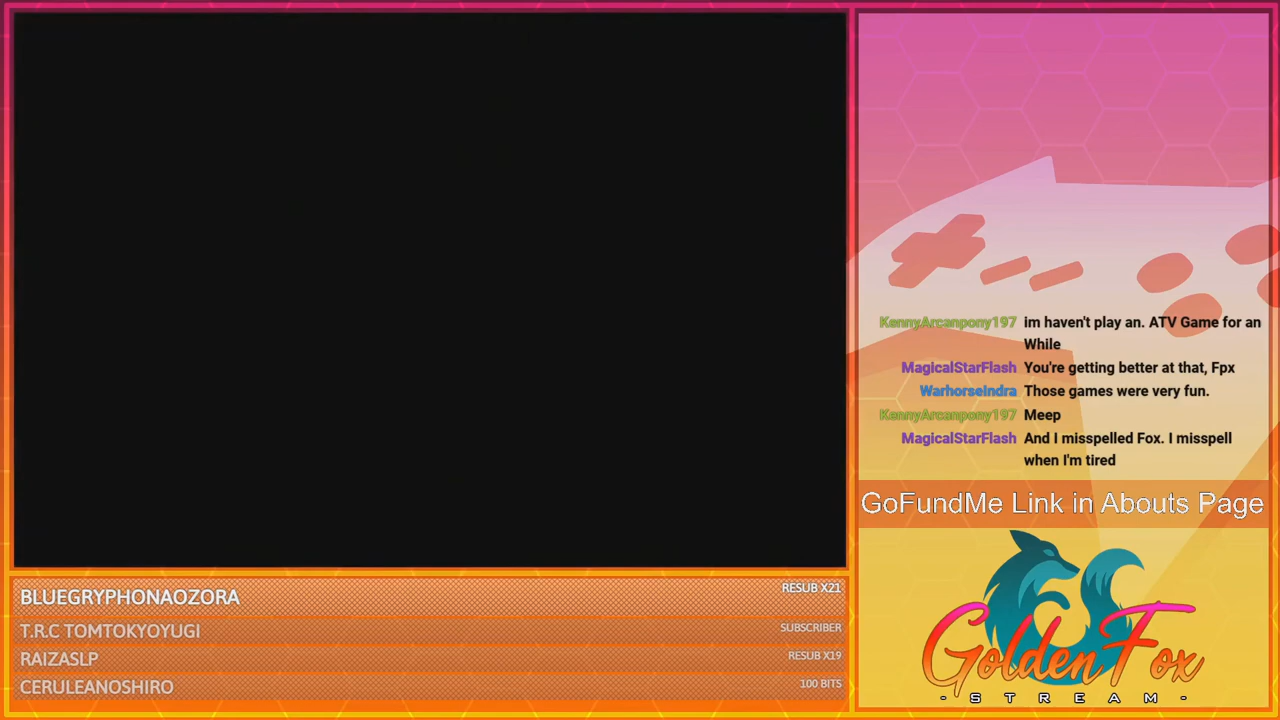 KennyArcanpony197 im haven't play an. ATV Game for an
While
MagicalStarFlash You're getting better at that, Fpx
WarhorseIndra Those games were very fun.
KennyArcanpony197 Meep
MagicalStarFlash And I misspelled Fox. I misspell
when I'm tired
GoFundMe Link in Abouts Page
GoldenFox
- S T R E A M -
BLUEGRYPHONAOZORA RESUB X21
T.R.C TOMTOKYOYUGI SUBSCRIBER
RAIZASLP RESUB X19
CERULEANOSHIRO 100 BITS